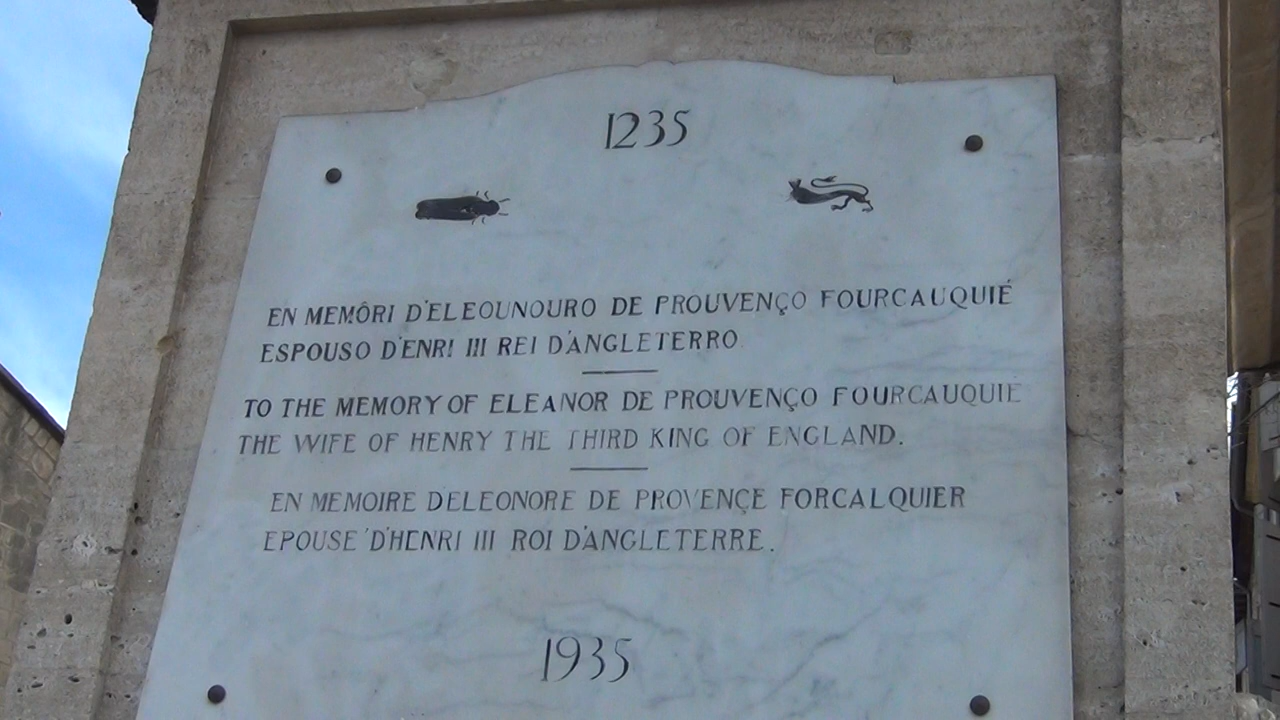 1235
EN MEMÔRI D'ELEOUNOURO DE PROUVENÇO FOURCAUQUIÉ
ESPOUSO D'ENRI III REI D'ANGLETERRO
TO THE MEMORY OF ELEANOR DE PROUVENÇO FOURCAUQUIE
THE WIFE OF HENRY THE THIRD KING OF ENGLAND.
EN MEMOIRE DELEONORE DE PROVENÇE FORCALQUIER
EPOUSE D'HENRI III ROI D'ANGLETERRE.
1935